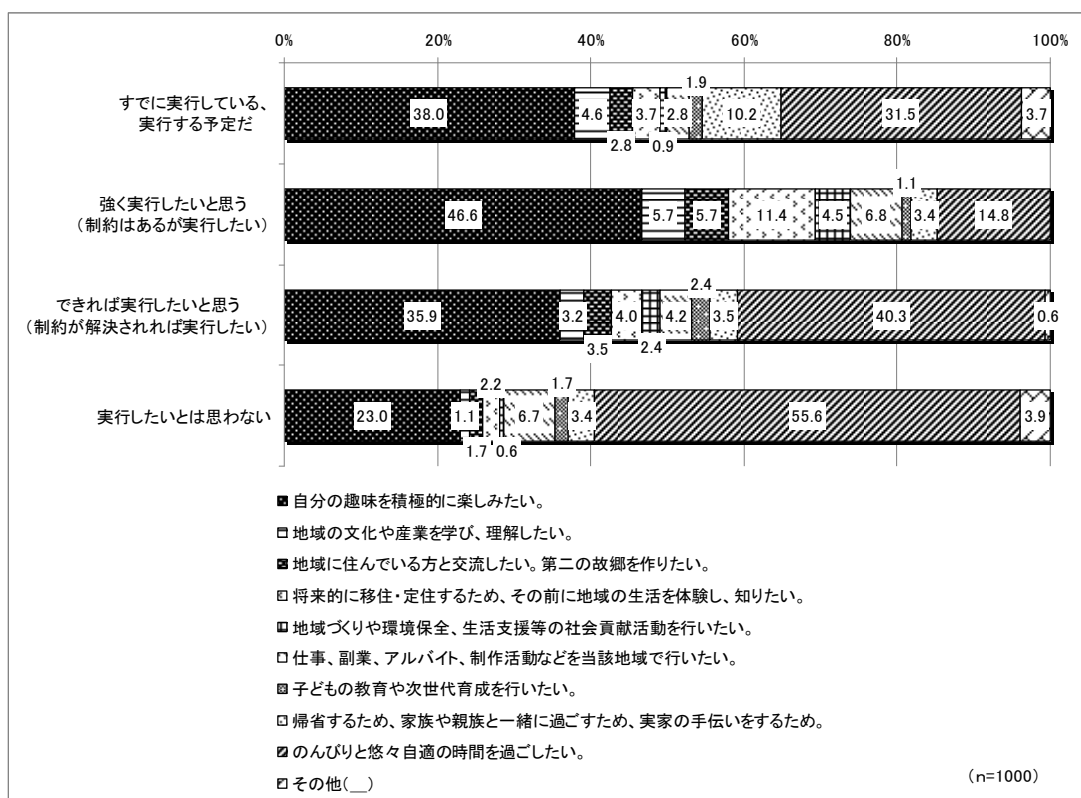 0% 20% 40% 60% 80% 100%
すでに実行している、
実行する予定だ
38.0 4.6 2.8 3.7 0.9 2.8 1.9 10.2 31.5 3.7
強く実行したいと思う
(制約はあるが実行したい)
46.6 5.7 5.7 11.4 4.5 6.8 1.1 3.4 14.8
できれば実行したいと思う
(制約が解決されれば実行したい)
35.9 3.2 3.5 4.0 2.4 4.2 2.4 3.5 40.3 0.6
実行したいとは思わない
23.0 1.1 1.7 2.2 0.6 6.7 1.7 3.4 55.6 3.9
自分の趣味を積極的に楽しみたい。
地域の文化や産業を学び、理解したい。
地域に住んでいる方と交流したい。第二の故郷を作りたい。
将来的に移住・定住するため、その前に地域の生活を体験し、知りたい。
地域づくりや環境保全、生活支援等の社会貢献活動を行いたい。
仕事、副業、アルバイト、制作活動などを当該地域で行いたい。
子どもの教育や次世代育成を行いたい。
帰省するため、家族や親族と一緒に過ごすため、実家の手伝いをするため。
のんびりと悠々自適の時間を過ごしたい。
その他(__)
(n=1000)